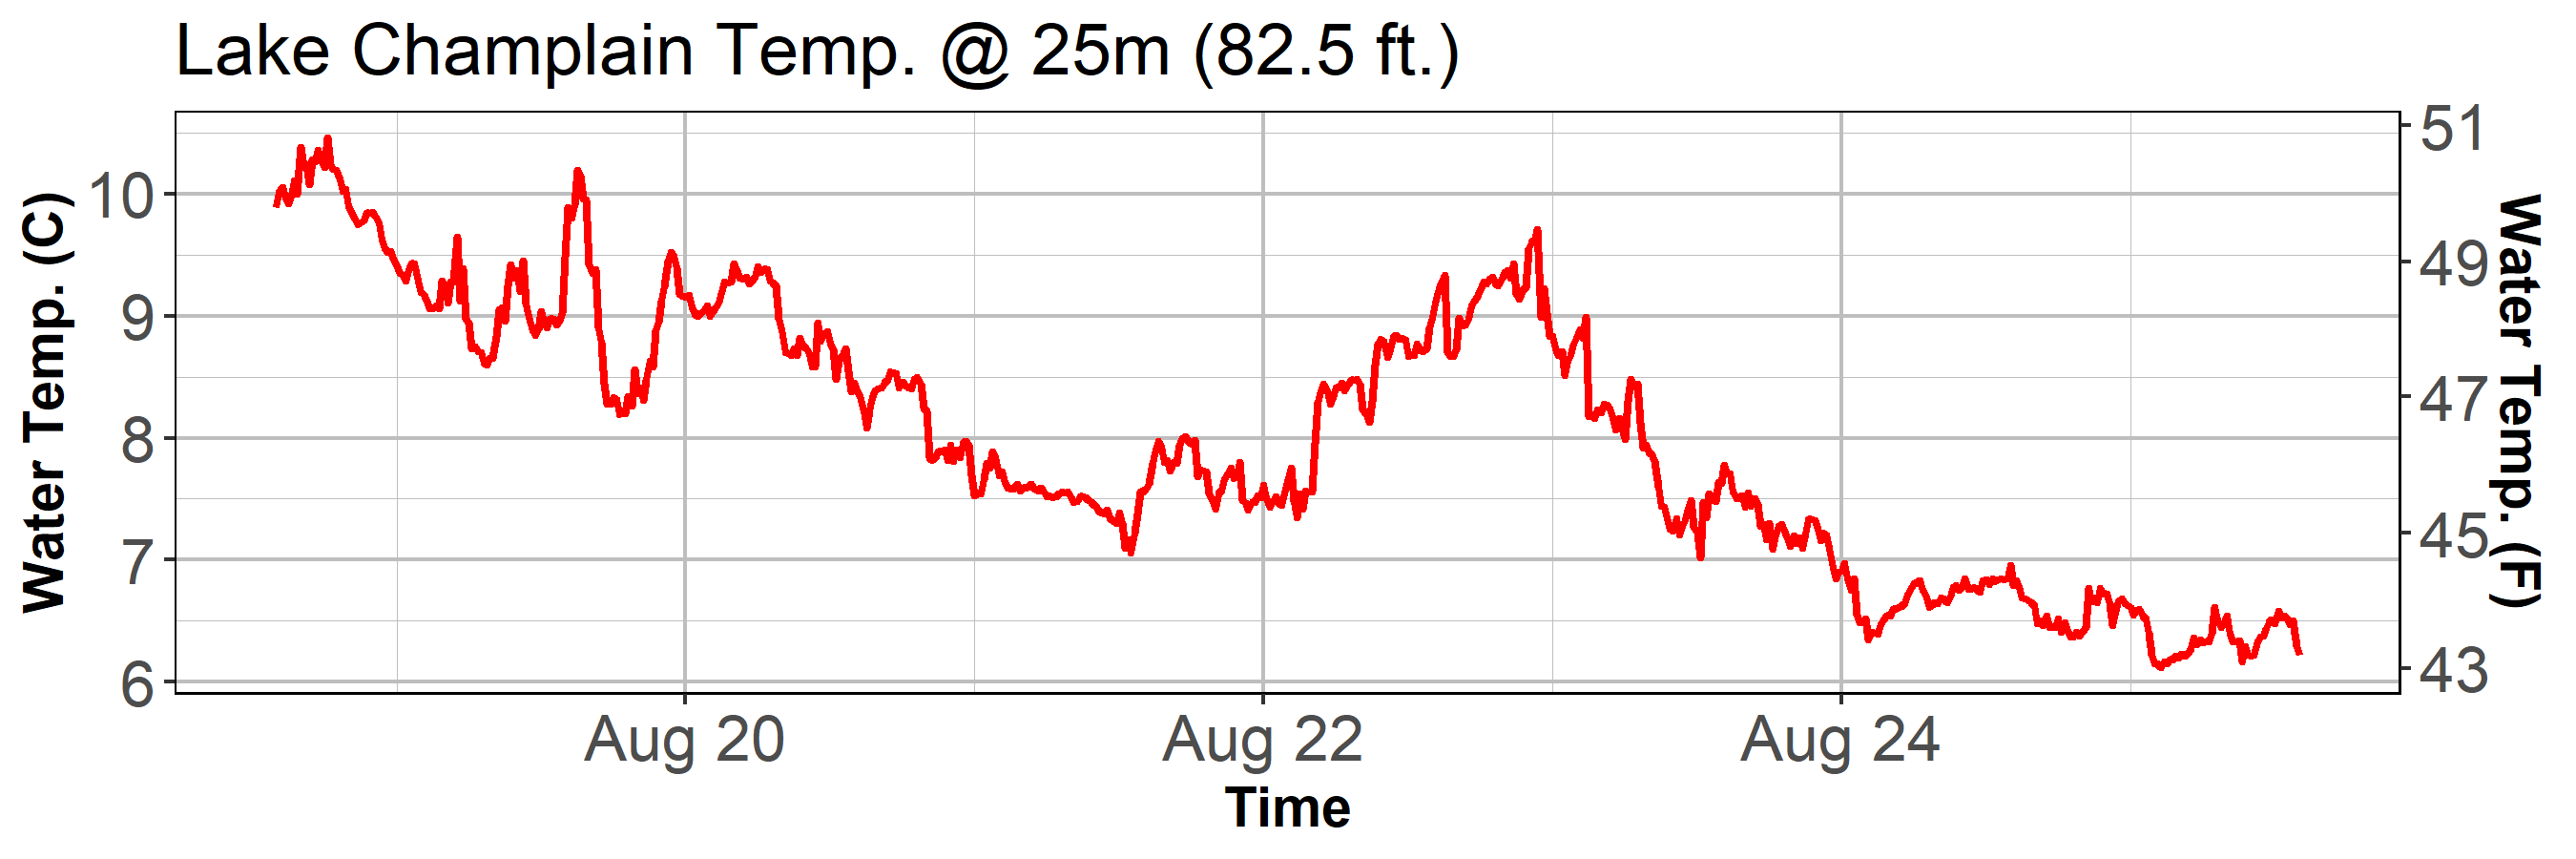 Lake Champlain Temp. @ 25m (82.5 ft.)
Water Temp. (C)
10
9
8
7
6
51
49
47
45
43
Water Temp. (F)
Aug 20 Aug 22 Aug 24
Time